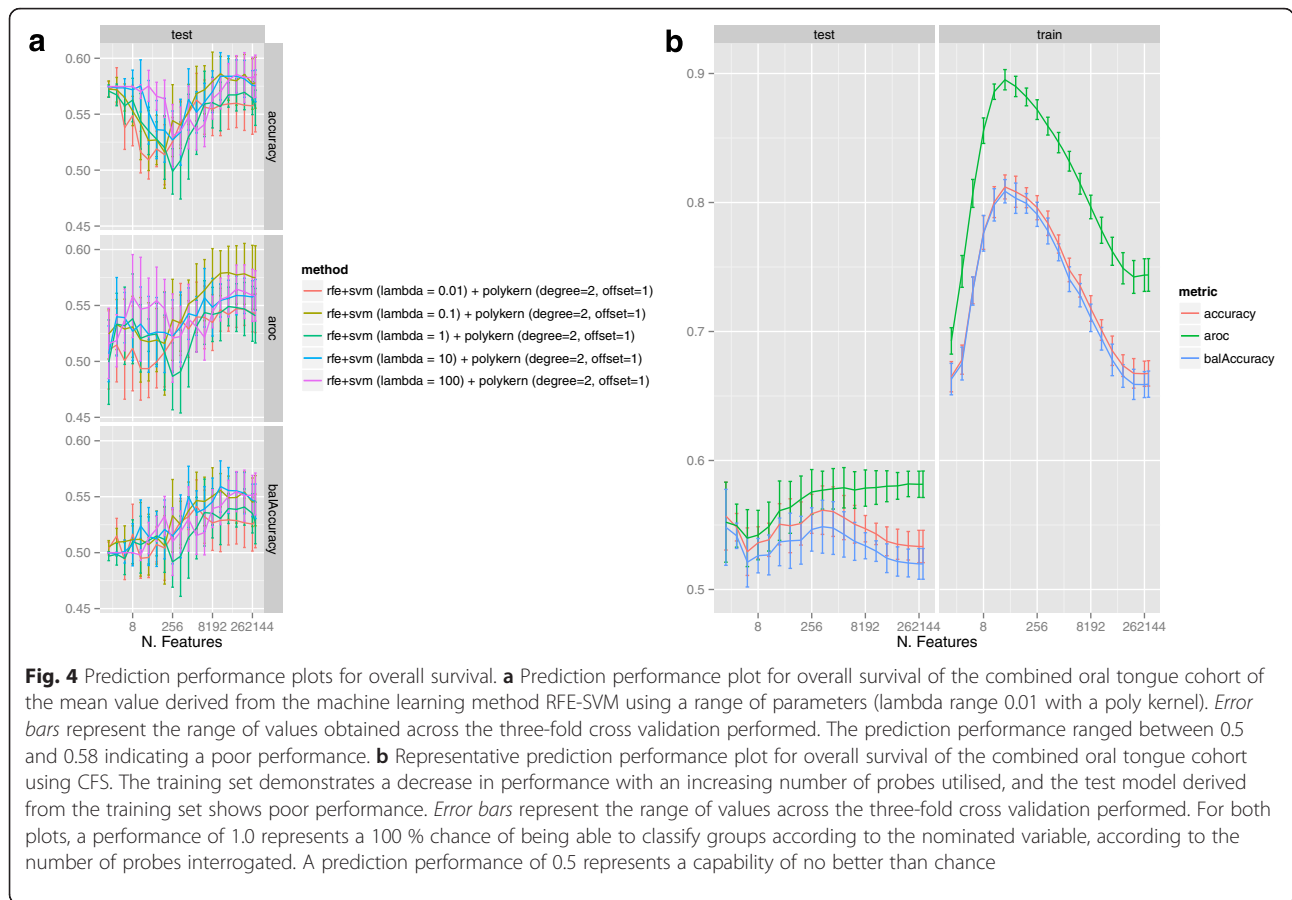 a
test
0.60
0.55
0.50
0.45
accuracy
0.60
0.55
0.50
0.45
aroc
0.60
0.55
0.50
0.45
balAccuracy
8 256 8192 262144
N. Features
method
rfe+svm (lambda = 0.01) + polykern (degree=2, offset=1)
rfe+svm (lambda = 0.1) + polykern (degree=2, offset=1)
rfe+svm (lambda = 1) + polykern (degree=2, offset=1)
rfe+svm (lambda = 10) + polykern (degree=2, offset=1)
rfe+svm (lambda = 100) + polykern (degree=2, offset=1)
b
test train
0.9
0.8
0.7
0.6
0.5
8 256 8192 262144 8 256 8192 262144
N. Features
metric
accuracy
aroc
balAccuracy
Fig. 4 Prediction performance plots for overall survival. a Prediction performance plot for overall survival of the combined oral tongue cohort of
the mean value derived from the machine learning method RFE-SVM using a range of parameters (lambda range 0.01 with a poly kernel). Error
bars represent the range of values obtained across the three-fold cross validation performed. The prediction performance ranged between 0.5
and 0.58 indicating a poor performance. b Representative prediction performance plot for overall survival of the combined oral tongue cohort
using CFS. The training set demonstrates a decrease in performance with an increasing number of probes utilised, and the test model derived
from the training set shows poor performance. Error bars represent the range of values across the three-fold cross validation performed. For both
plots, a performance of 1.0 represents a 100 % chance of being able to classify groups according to the nominated variable, according to the
number of probes interrogated. A prediction performance of 0.5 represents a capability of no better than chance